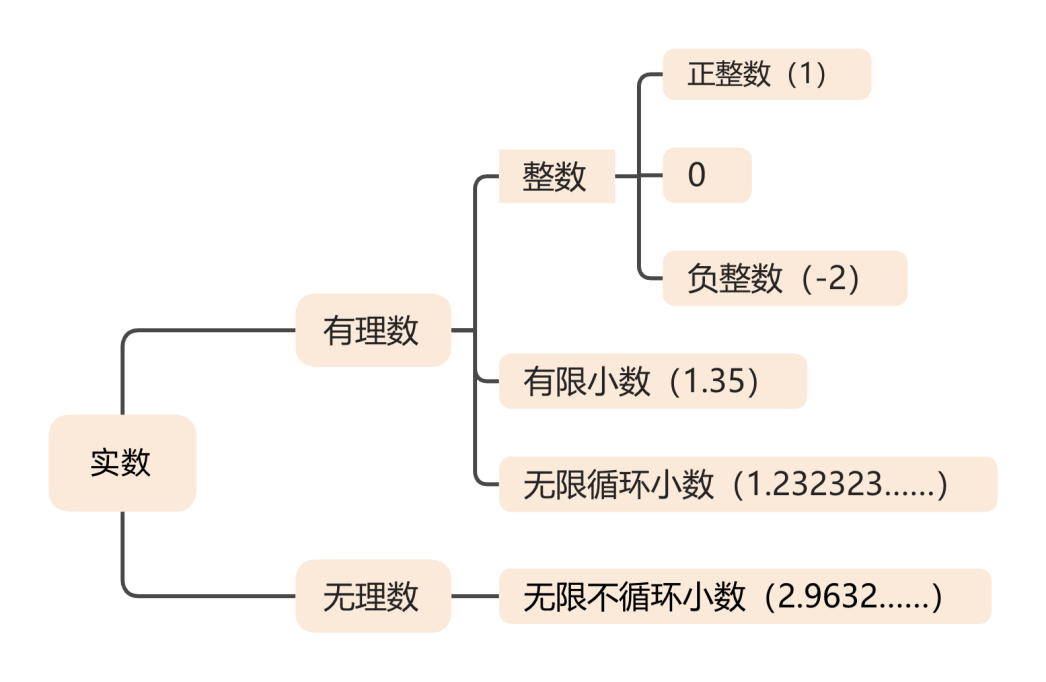 正整数（1）
整数
0
负整数（-2）
有理数
有限小数（1.35）
实数
无限循环小数（1.232323......）
无理数
无限不循环小数（2.9632......）